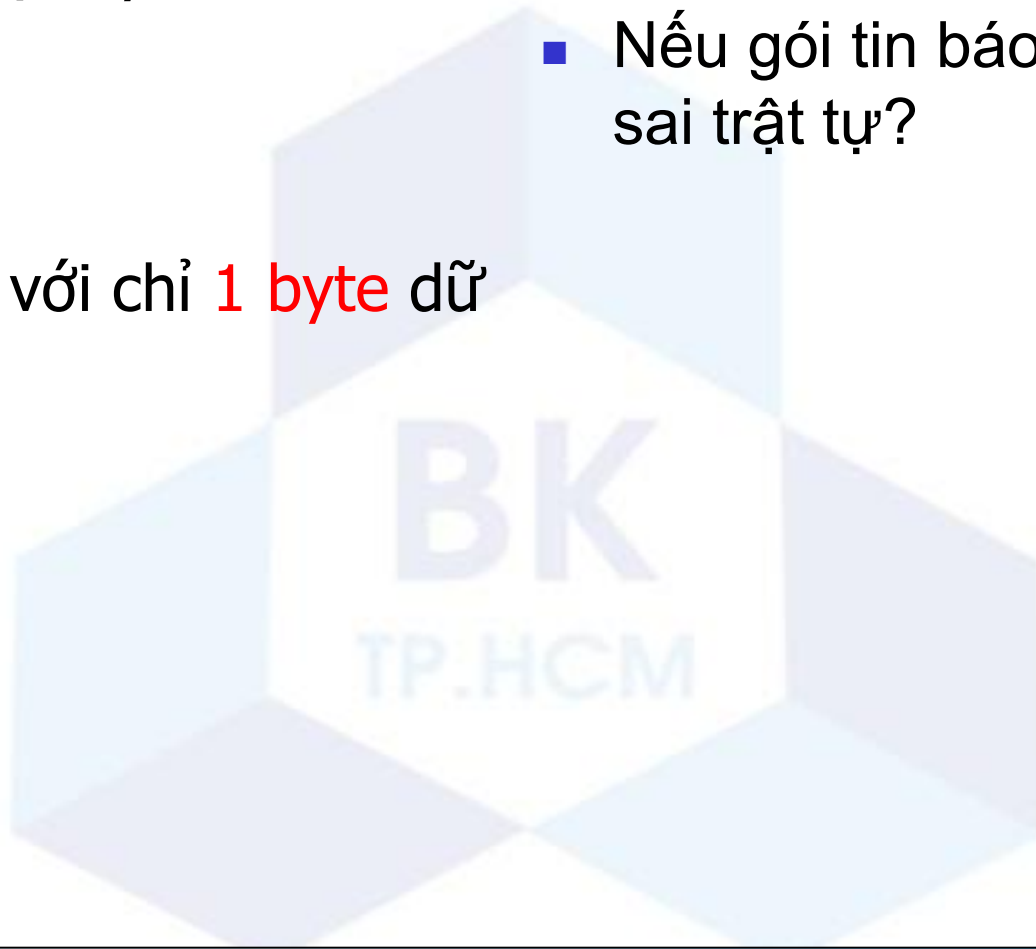 Nếu gói tin báo
sai trật tự?
với chỉ 1 byte dữ
BK
TP.HCM